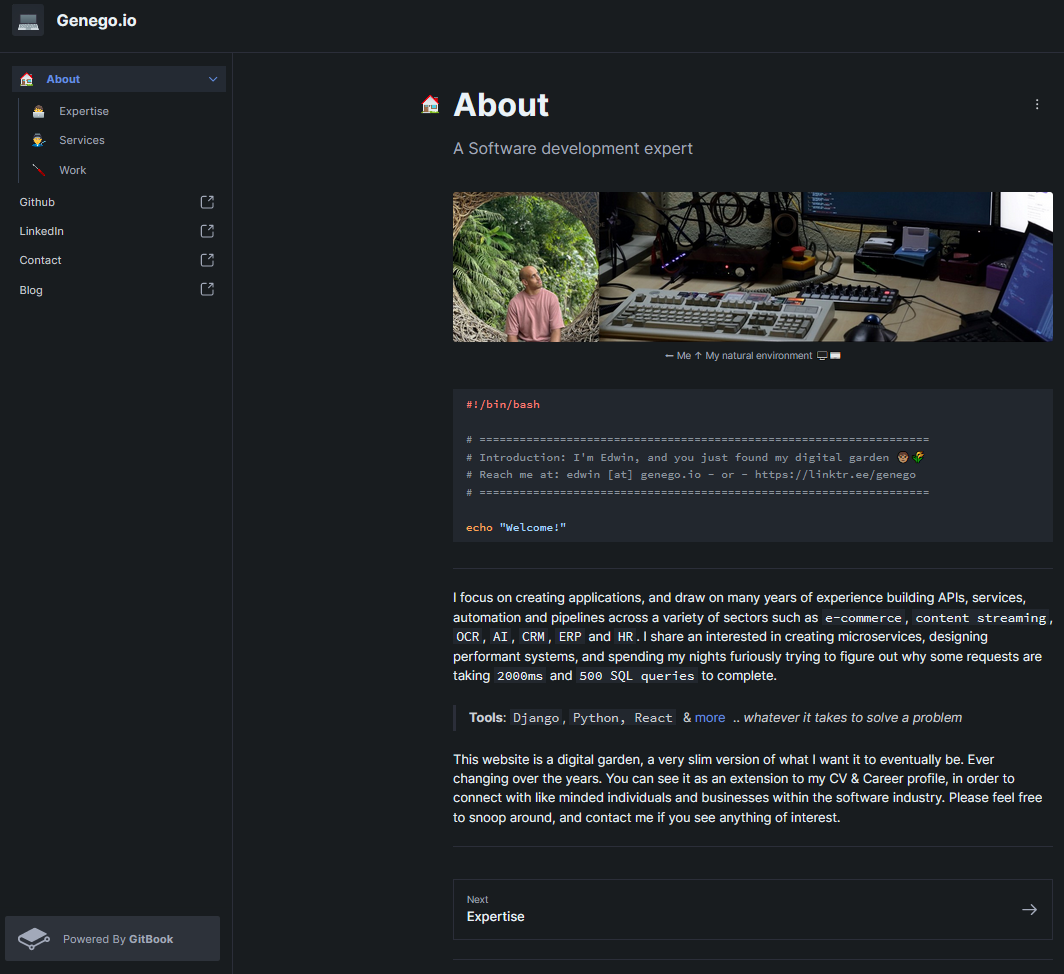 Genego.io
About
Expertise
Services
Work
Github
LinkedIn
Contact
Blog
Powered By GitBook
About
A Software development expert
← Me ↑ My natural environment
#!/bin/bash
# ===================================================================
# Introduction: I'm Edwin, and you just found my digital garden
# Reach me at: edwin [at] genego.io - or - https://linktr.ee/genego
# ===================================================================
echo "Welcome!"
I focus on creating applications, and draw on many years of experience building APIs, services,
automation and pipelines across a variety of sectors such as e-commerce, content streaming,
OCR, AI, CRM, ERP and HR. I share an interested in creating microservices, designing
performant systems, and spending my nights furiously trying to figure out why some requests are
taking 2000ms and 500 SQL queries to complete.
Tools: Django, Python, React & more .. whatever it takes to solve a problem
This website is a digital garden, a very slim version of what I want it to eventually be. Ever
changing over the years. You can see it as an extension to my CV & Career profile, in order to
connect with like minded individuals and businesses within the software industry. Please feel free
to snoop around, and contact me if you see anything of interest.
Next
Expertise